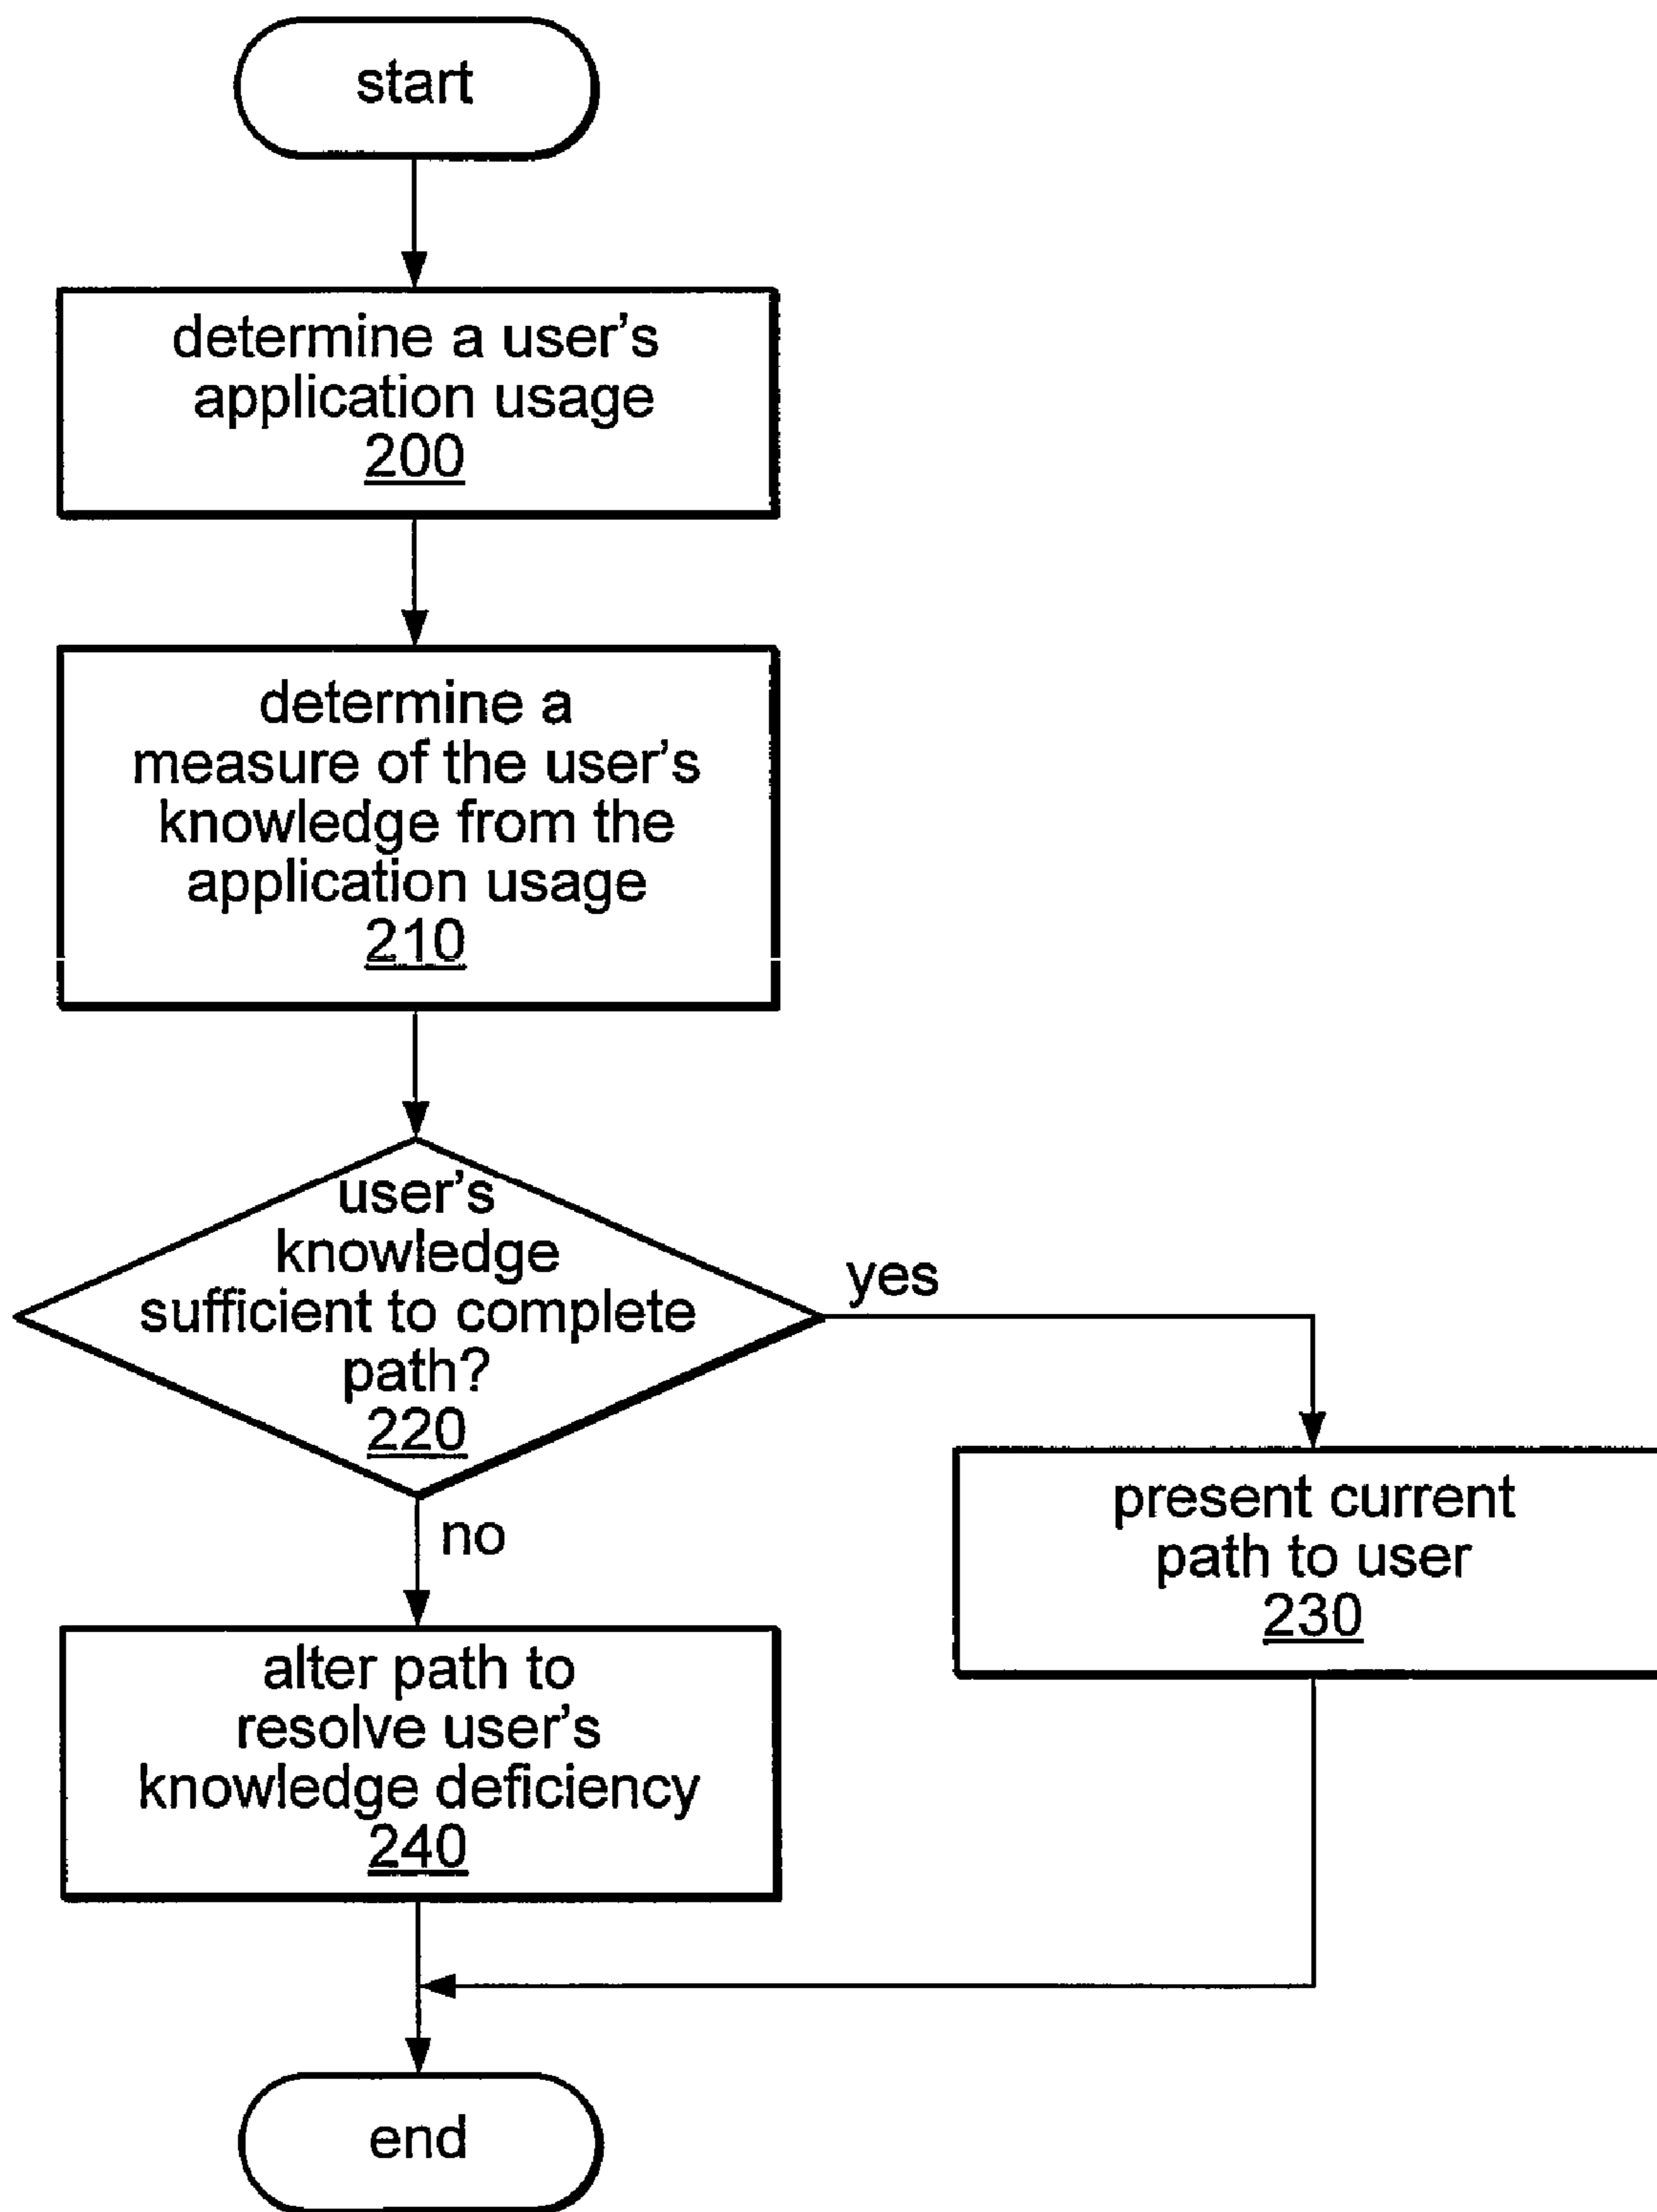 start
determine a user's
application usage
200
determine a
measure of the user's
knowledge from the
application usage
210
user's
knowledge
sufficient to complete
path?
220
yes
no
present current
path to user
230
alter path to
resolve user's
knowledge deficiency
240
end